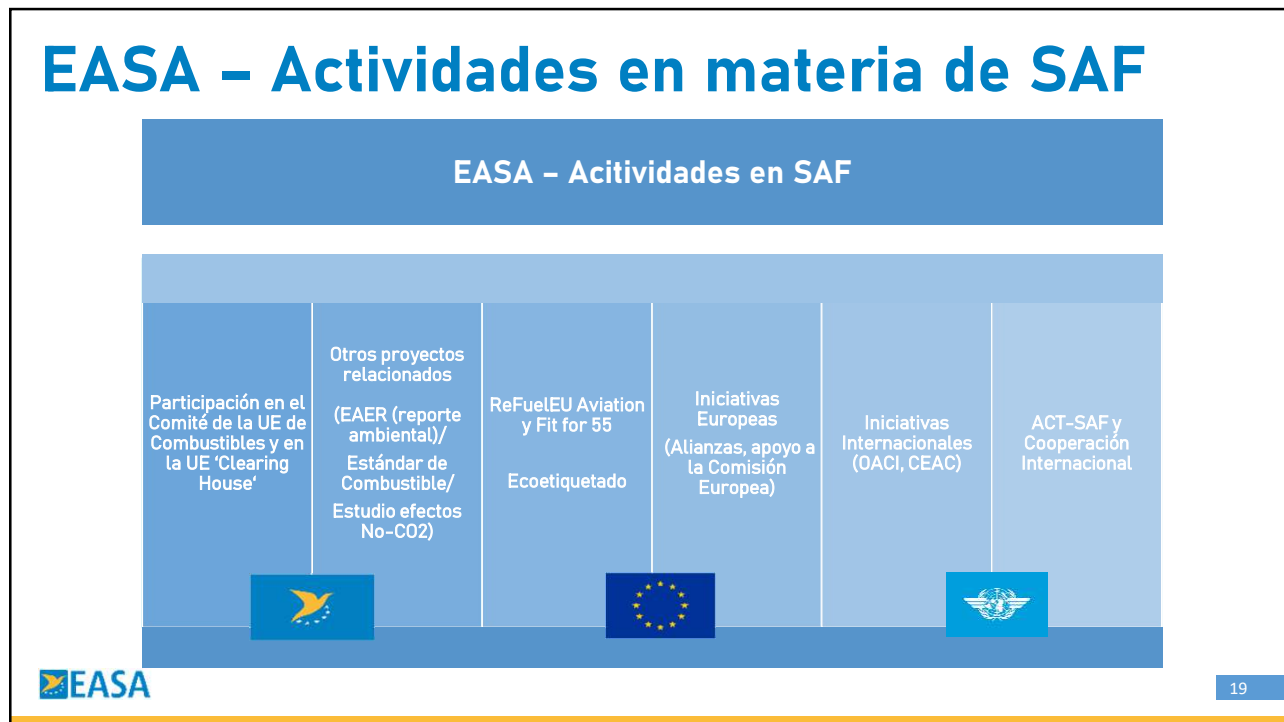 EASA – Actividades en materia de SAF
EASA – Acitividades en SAF
Participación en el
Comité de la UE de
Combustibles y en
la UE ‘Clearing
House‘
Otros proyectos
relacionados
(EAER (reporte
ambiental)/
Estándar de
Combustible/
Estudio efectos
No-CO2)
ReFuelEU Aviation
y Fit for 55
Ecoetiquetado
Iniciativas
Europeas
(Alianzas, apoyo a
la Comisión
Europea)
Iniciativas
Internacionales
(OACI, CEAC)
ACT-SAF y
Cooperación
Internacional
EASA
19